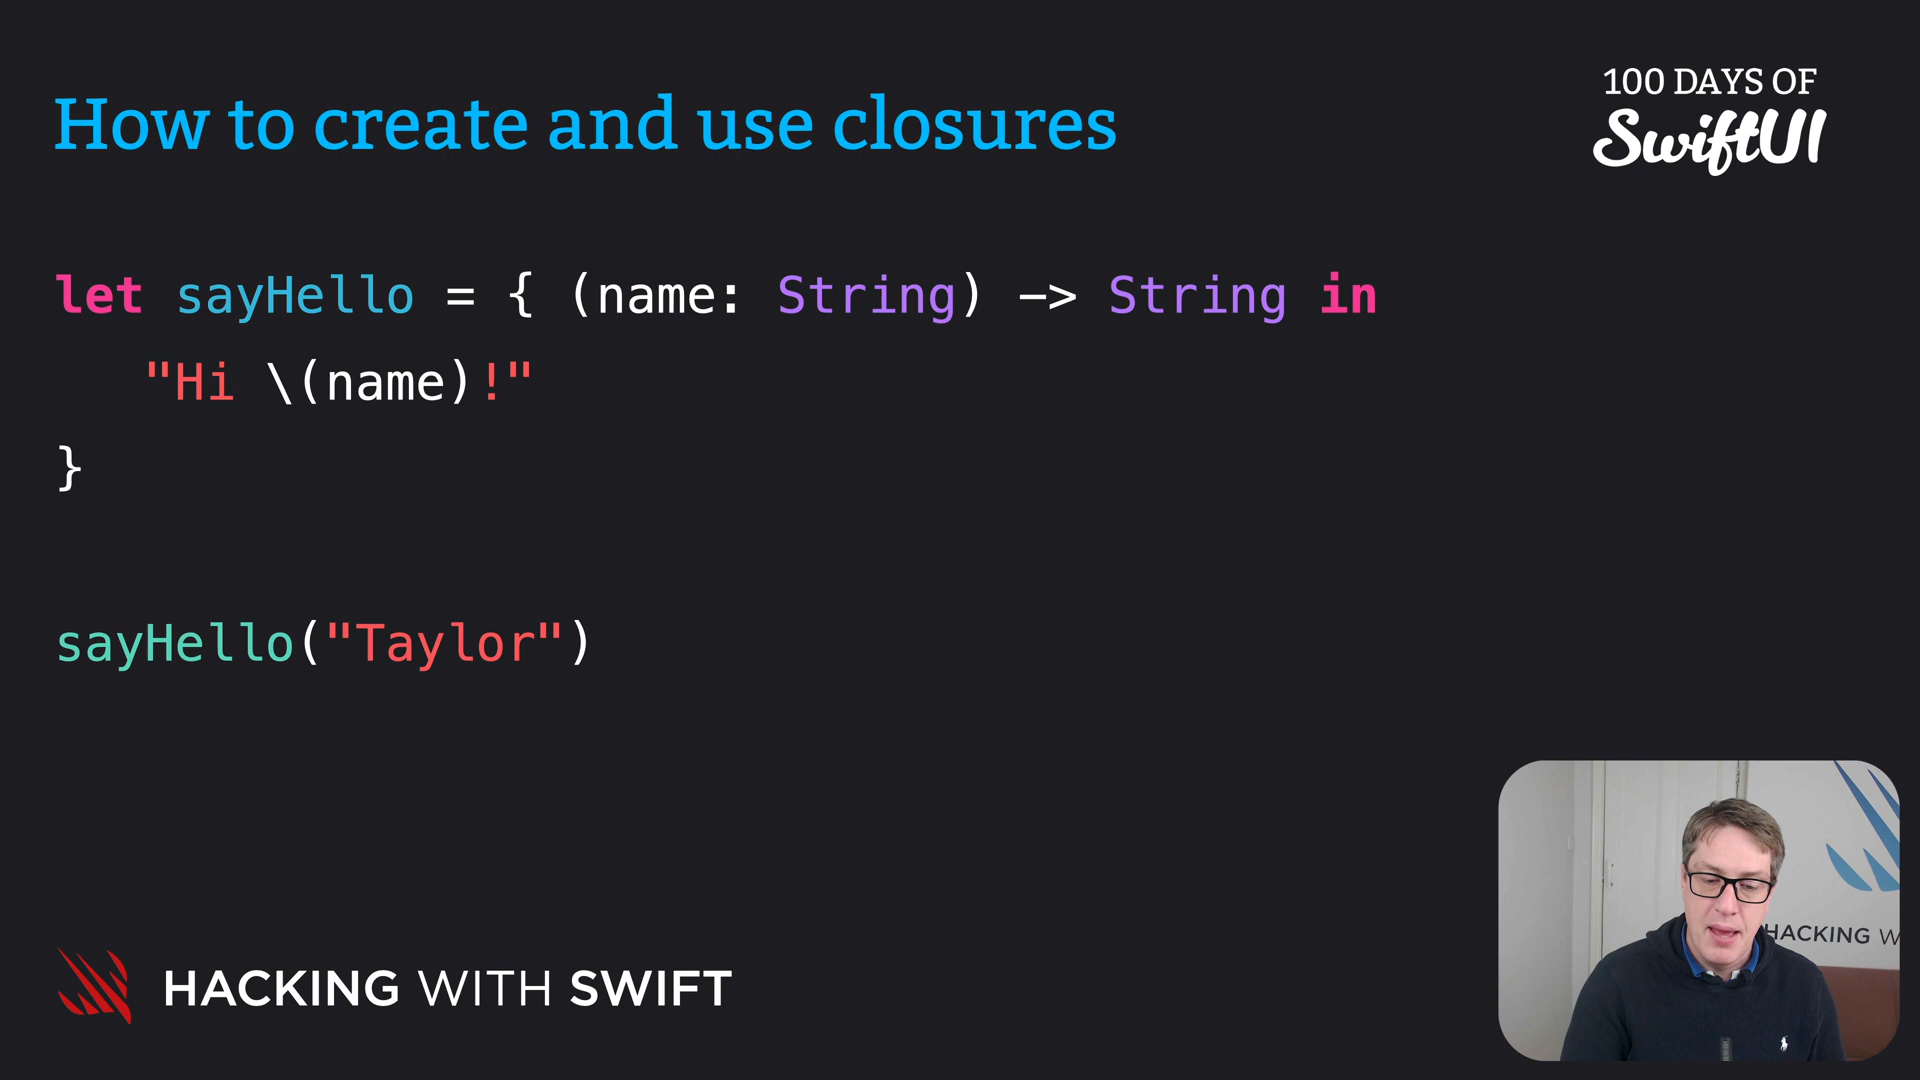 100 DAYS OF
SwiftUI
How to create and use closures
let sayHello = { (name: String) -> String in
"Hi \(name)!"
}
sayHello("Taylor")
HACKING W
HACKING WITH SWIFT